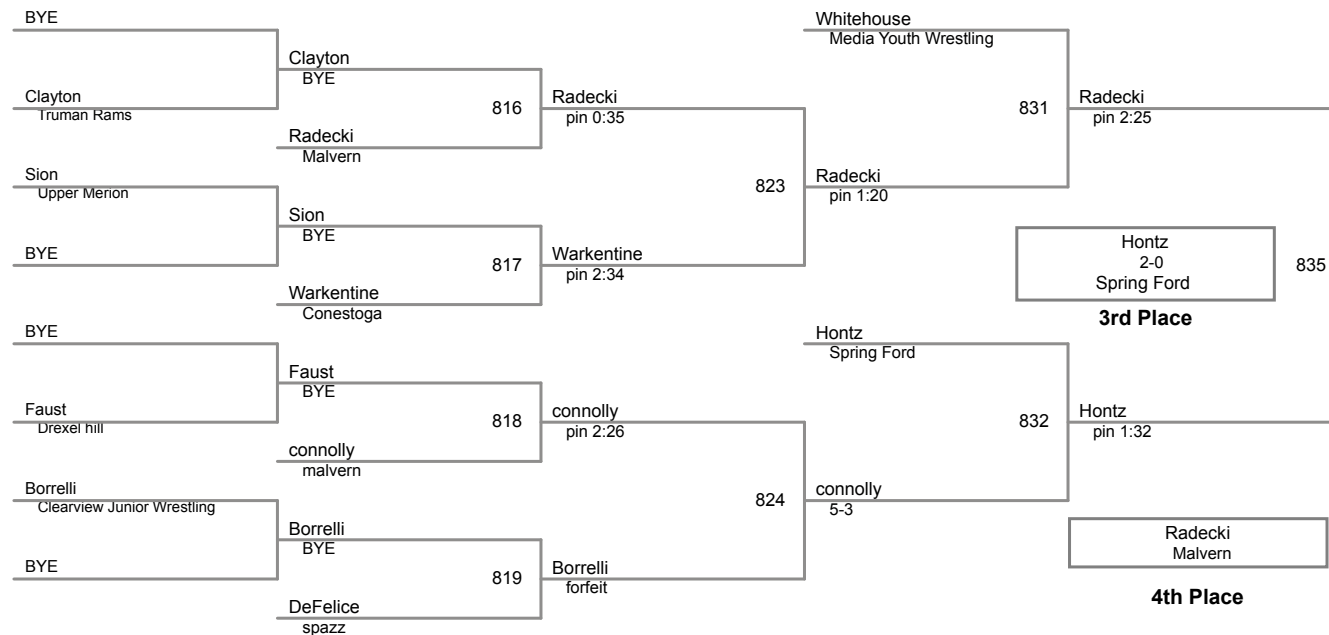 BYE
Whitehouse
Media Youth Wrestling
Clayton
BYE
Clayton
Truman Rams
816
Radecki
pin 0:35
831
Radecki
pin 2:25
Radecki
Malvern
Sion
Upper Merion
823
Radecki
pin 1:20
Sion
BYE
BYE
817
Warkentine
pin 2:34
Hontz
2-0
Spring Ford
835
Warkentine
Conestoga
3rd Place
BYE
Hontz
Spring Ford
Faust
BYE
Faust
Drexel hill
818
connolly
pin 2:26
832
Hontz
pin 1:32
connolly
malvern
Borrelli
Clearview Junior Wrestling
824
connolly
5-3
Borrelli
BYE
Radecki
Malvern
BYE
819
Borrelli
forfeit
4th Place
DeFelice
spazz